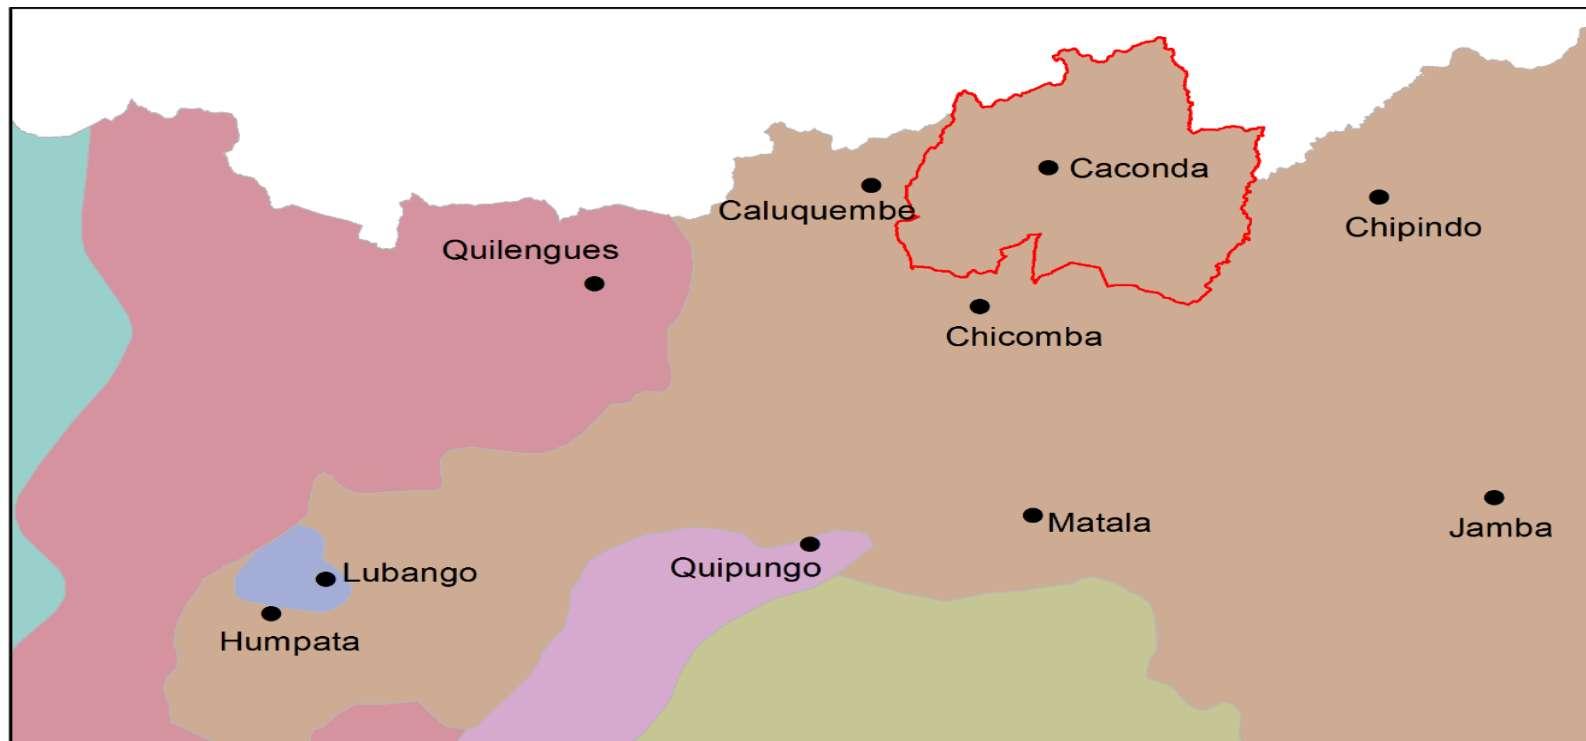 Caconda
Caluquembe
Chipindo
Quilengues
Chicomba
Matala
Jamba
Quipungo
Lubango
Humpata